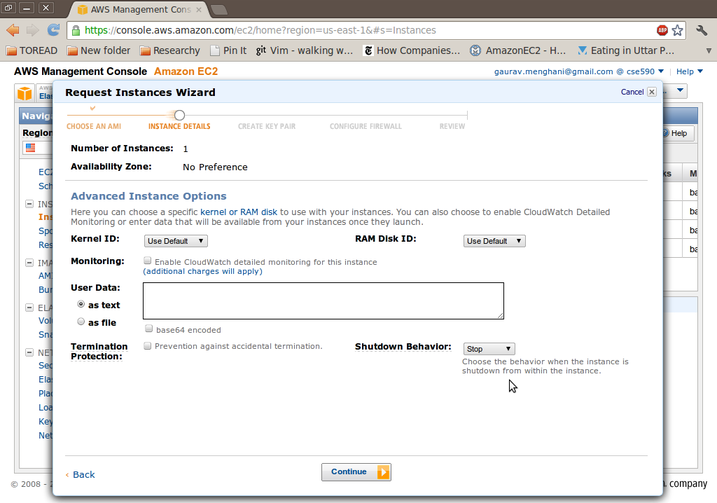 AWS Management Cons
https://console.aws.amazon.com/ec2/home?region=us-east-1&#s=Instances
TOREAD New folder Researchy Pin It Vim - walking w... How Companies... AmazonEC2 - H... Eating in Uttar P...
AWS Management Console Amazon EC2 gaurav.menghani@gmail.com @ cse590 Help
Request Instances Wizard Cancel
CHOOSE AN AMI INSTANCE DETAILS CREATE KEY PAIR CONFIGURE FIREWALL REVIEW
Number of Instances: 1
Availability Zone: No Preference
Help
Advanced Instance Options
Here you can choose a specific kernel or RAM disk to use with your instances. You can also choose to enable CloudWatch Detailed
Monitoring or enter data that will be available from your instances once they launch.
Kernel ID: Use Default RAM Disk ID: Use Default
Monitoring: Enable CloudWatch detailed monitoring for this instance
(additional charges will apply)
User Data:
as text
as file
base64 encoded
Termination
Protection: Prevention against accidental termination. Shutdown Behavior: Stop
Choose the behavior when the instance is
shutdown from within the instance.
Back Continue
© 2008 - company